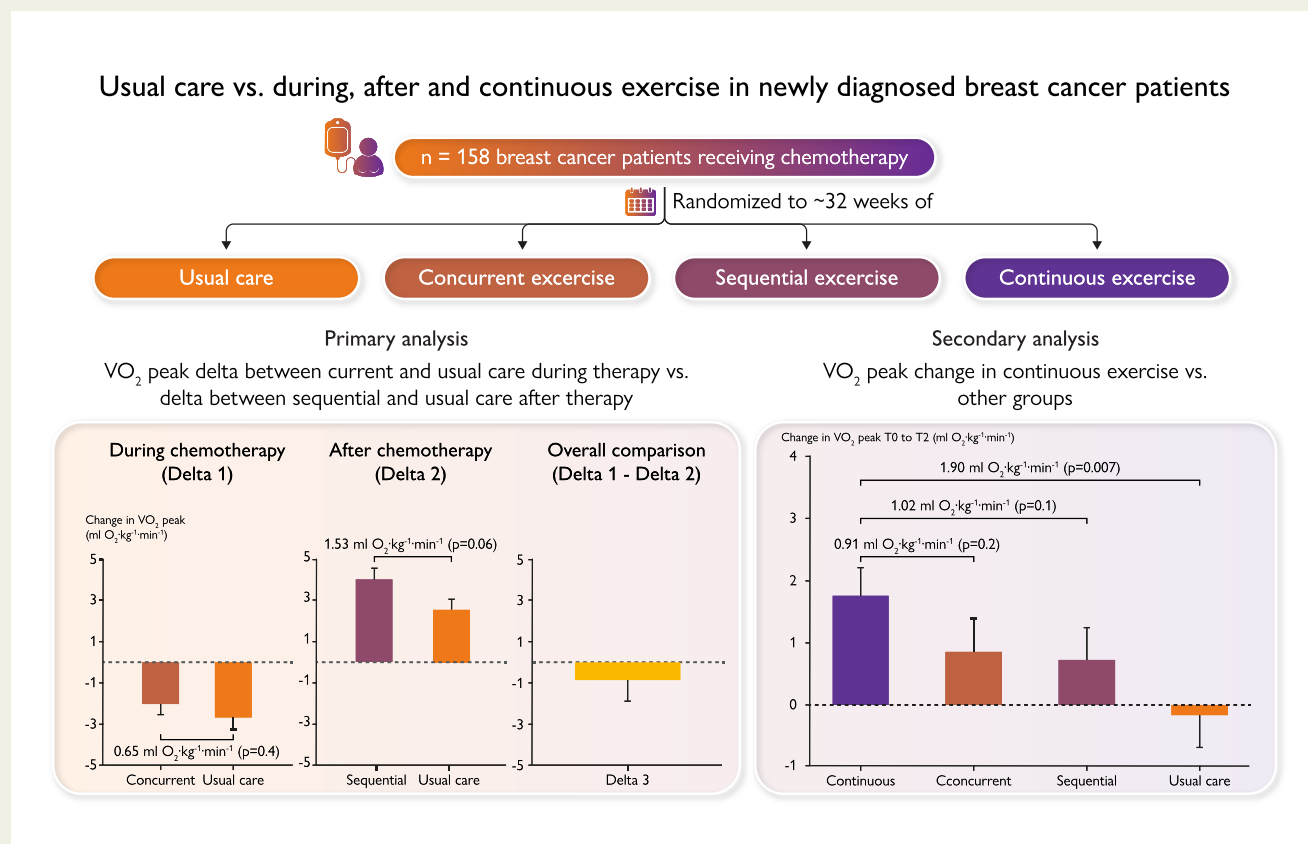 Usual care vs. during, after and continuous exercise in newly diagnosed breast cancer patients
n = 158 breast cancer patients receiving chemotherapy
Randomized to ~32 weeks of
Usual care
Concurrent excercise
Sequential excercise
Continuous excercise
Primary analysis
VO2 peak delta between current and usual care during therapy vs.
delta between sequential and usual care after therapy
Secondary analysis
VO2 peak change in continuous exercise vs.
other groups
During chemotherapy
(Delta 1)
Change in VO2 peak
(ml O2·kg-1·min-1)
5
3
1
-1
-3
-5
0.65 ml O2·kg-1·min-1 (p=0.4)
Concurrent
Usual care
After chemotherapy
(Delta 2)
1.53 ml O2·kg-1·min-1 (p=0.06)
5
3
1
-1
-3
-5
Sequential
Usual care
Overall comparison
(Delta 1 - Delta 2)
5
3
1
-1
-3
-5
Delta 3
Change in VO2 peak T0 to T2 (ml O2·kg-1·min-1)
4
3
2
1
0
-1
1.90 ml O2·kg-1·min-1 (p=0.007)
1.02 ml O2·kg-1·min-1 (p=0.1)
0.91 ml O2·kg-1·min-1 (p=0.2)
Continuous
Cconcurrent
Sequential
Usual care